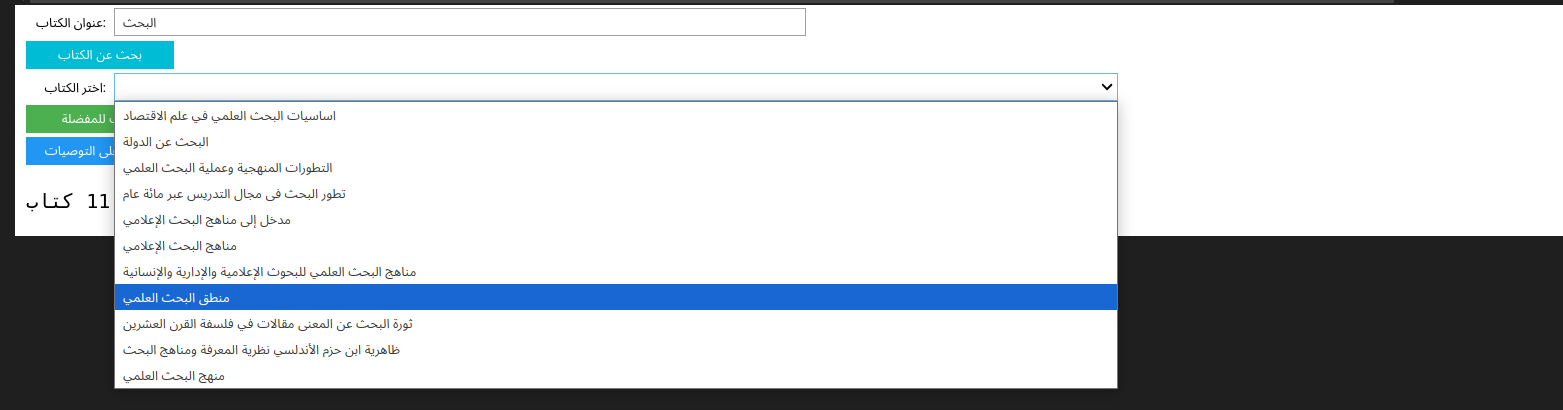 عنوان الكتاب:
البحث
بحث عن الكتاب
اختر الكتاب:
اساسيات البحث العلمي في علم الاقتصاد
للمفضلة
البحث عن الدولة
التوصيات
التطورات المنهجية وعملية البحث العلمي
تطور البحث فى مجال التدريس عبر مائة عام
11 كتاب
مدخل إلى مناهج البحث الإعلامي
مناهج البحث الإعلامي
مناهج البحث العلمي للبحوث الإعلامية والإدارية والإنسانية
منطق البحث العلمي
ثورة البحث عن المعنى مقالات في فلسفة القرن العشرين
ظاهرية ابن حزم الأندلسي نظرية المعرفة ومناهج البحث
منهج البحث العلمي